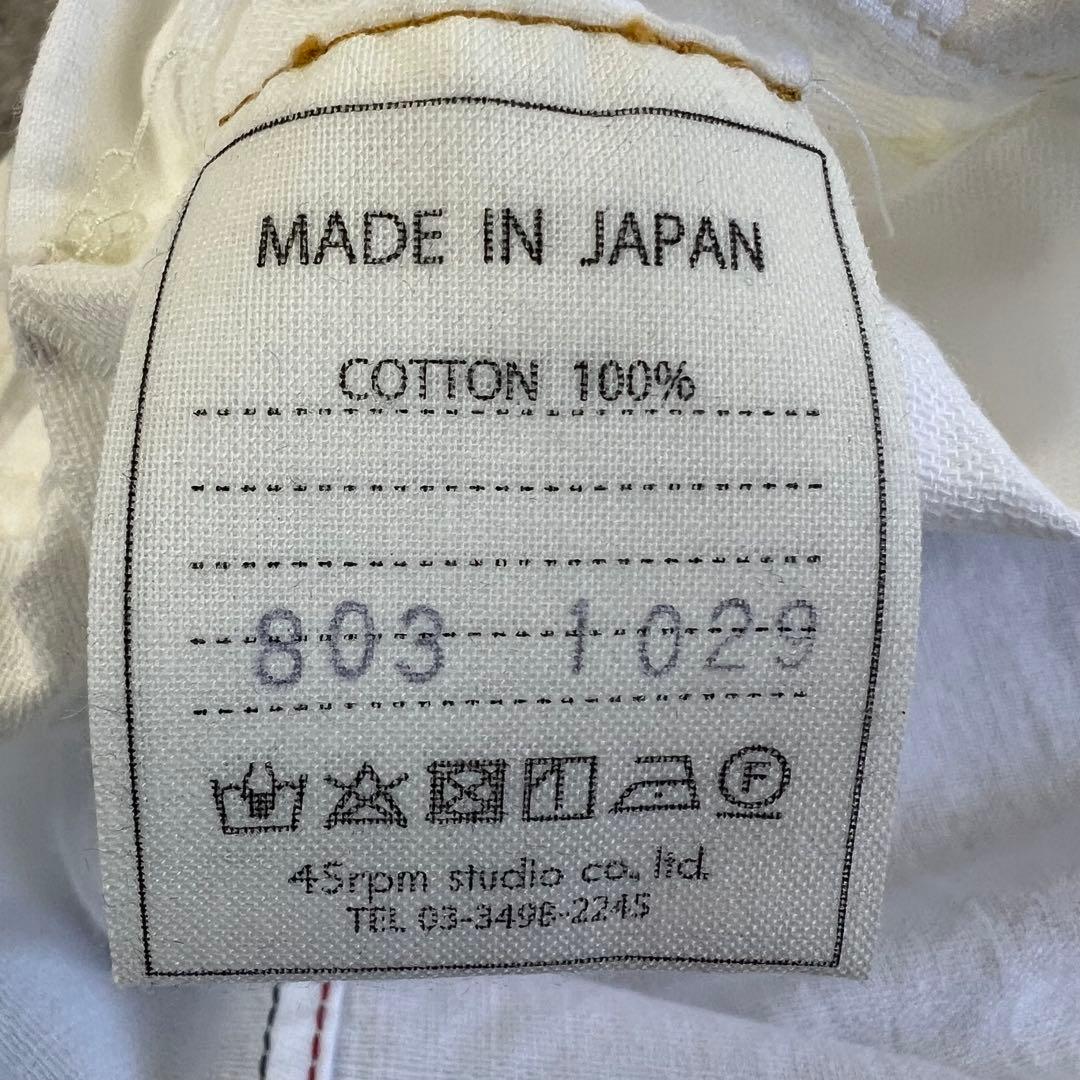 MADE IN JAPAN
COTTON 100%
803 1029
F
45rpm studio co., ltd.
TEL 03-3498-2245